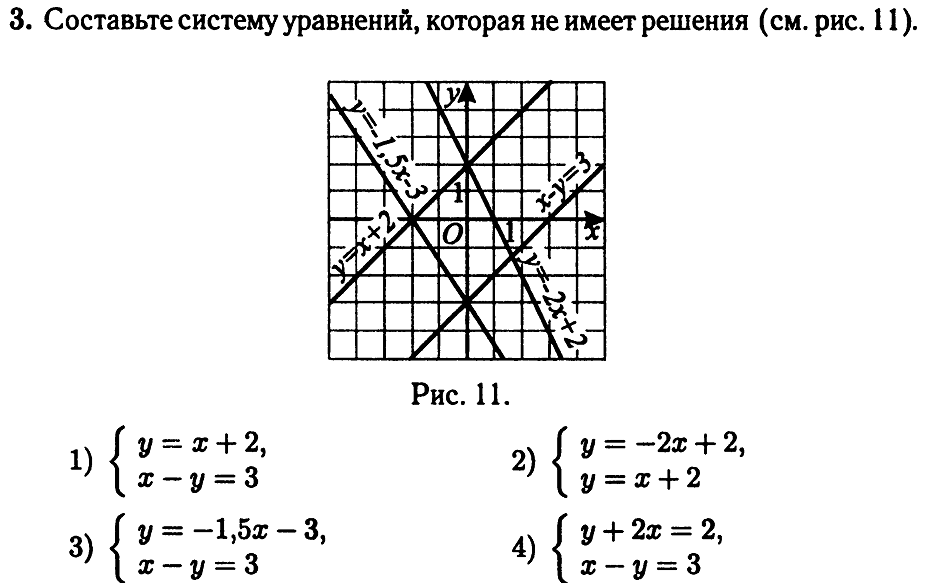 3. Составьте систему уравнений, которая не имеет решения (см. рис. 11).
y=-1,5x-3
y
x-y=3
1
O
1
x
y=x+2
y=-2x+2
Рис. 11.
1) { y = x + 2,
x − y = 3
2) { y = −2x + 2,
y = x + 2
3) { y = −1,5x − 3,
x − y = 3
4) { y + 2x = 2,
x − y = 3